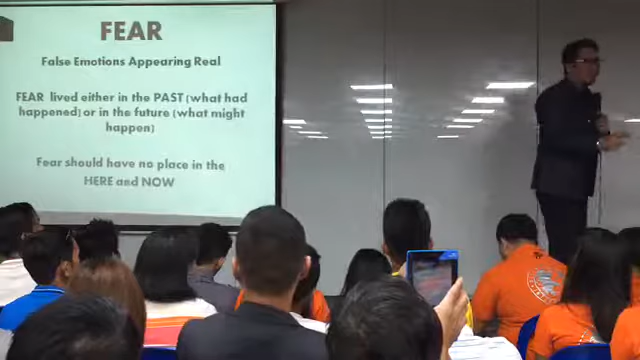 FEAR
False Emotions Appearing Real
FEAR lived either in the PAST (what had
happened) or in the future (what might
happen)
Fear should have no place in the
HERE and NOW